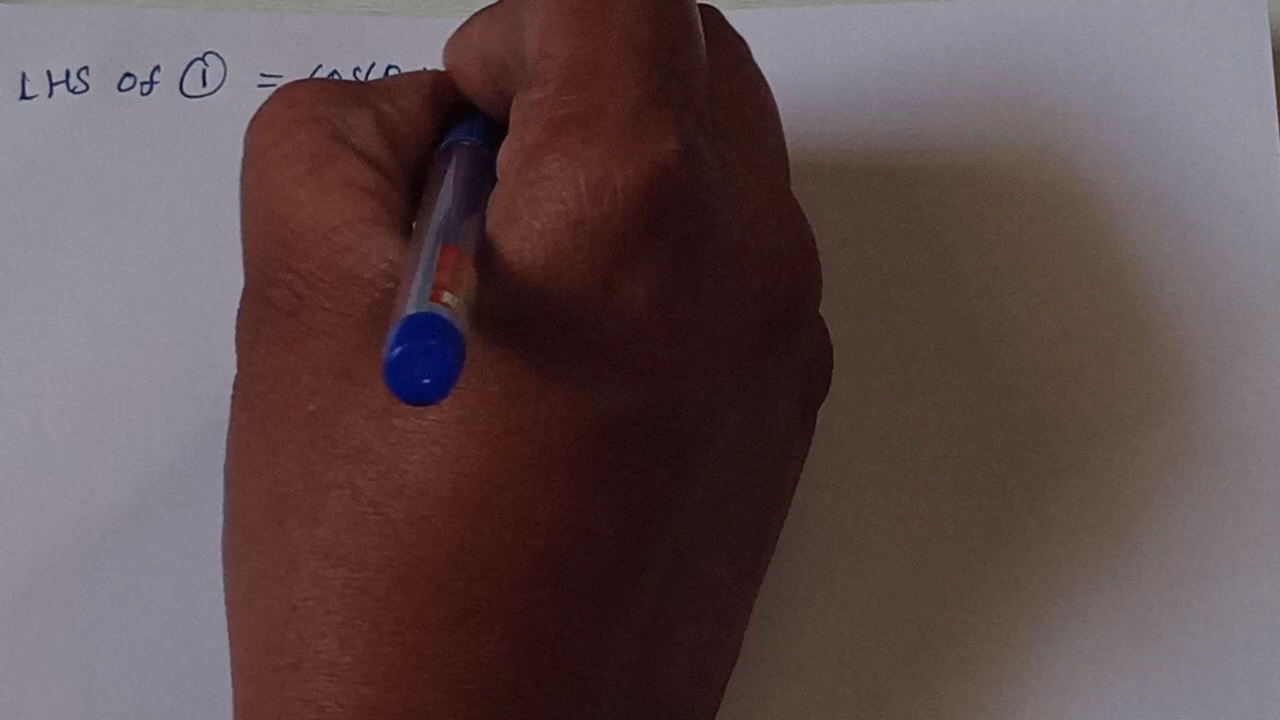 LHS of ① =